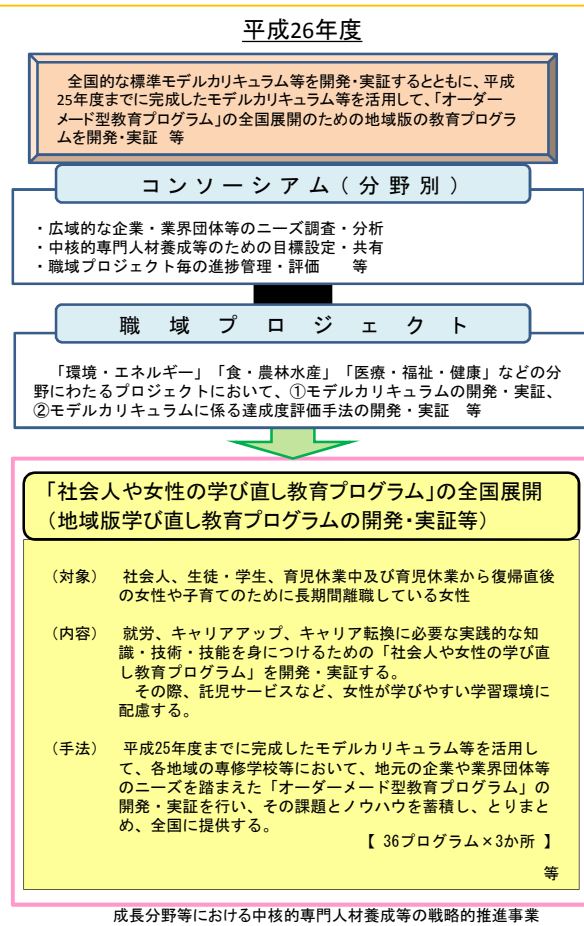 平成26年度
全国的な標準モデルカリキュラム等を開発・実証するとともに、平成
25年度までに完成したモデルカリキュラム等を活用して、「オーダー
メード型教育プログラム」の全国展開のための地域版の教育プログラ
ムを開発・実証 等
コンソーシアム（分野別）
・広域的な企業・業界団体等のニーズ調査・分析
・中核的専門人材養成等のための目標設定・共有
・職域プロジェクト毎の進捗管理・評価 等
職域プロジェクト
「環境・エネルギー」「食・農林水産」「医療・福祉・健康」などの分
野にわたるプロジェクトにおいて、①モデルカリキュラムの開発・実証、
②モデルカリキュラムに係る達成度評価手法の開発・実証 等
「社会人や女性の学び直し教育プログラム」の全国展開
（地域版学び直し教育プログラムの開発・実証等）
（対象） 社会人、生徒・学生、育児休業中及び育児休業から復帰直後
の女性や子育てのために長期間離職している女性
（内容） 就労、キャリアアップ、キャリア転換に必要な実践的な知
識・技術・技能を身につけるための「社会人や女性の学び直
し教育プログラム」を開発・実証する。
その際、託児サービスなど、女性が学びやすい学習環境に
配慮する。
（手法） 平成25年度までに完成したモデルカリキュラム等を活用し
て、各地域の専修学校等において、地元の企業や業界団体等
のニーズを踏まえた「オーダーメード型教育プログラム」の
開発・実証を行い、その課題とノウハウを蓄積し、とりまと
め、全国に提供する。
【 36プログラム×3か所 】
等
成長分野等における中核的専門人材養成等の戦略的推進事業